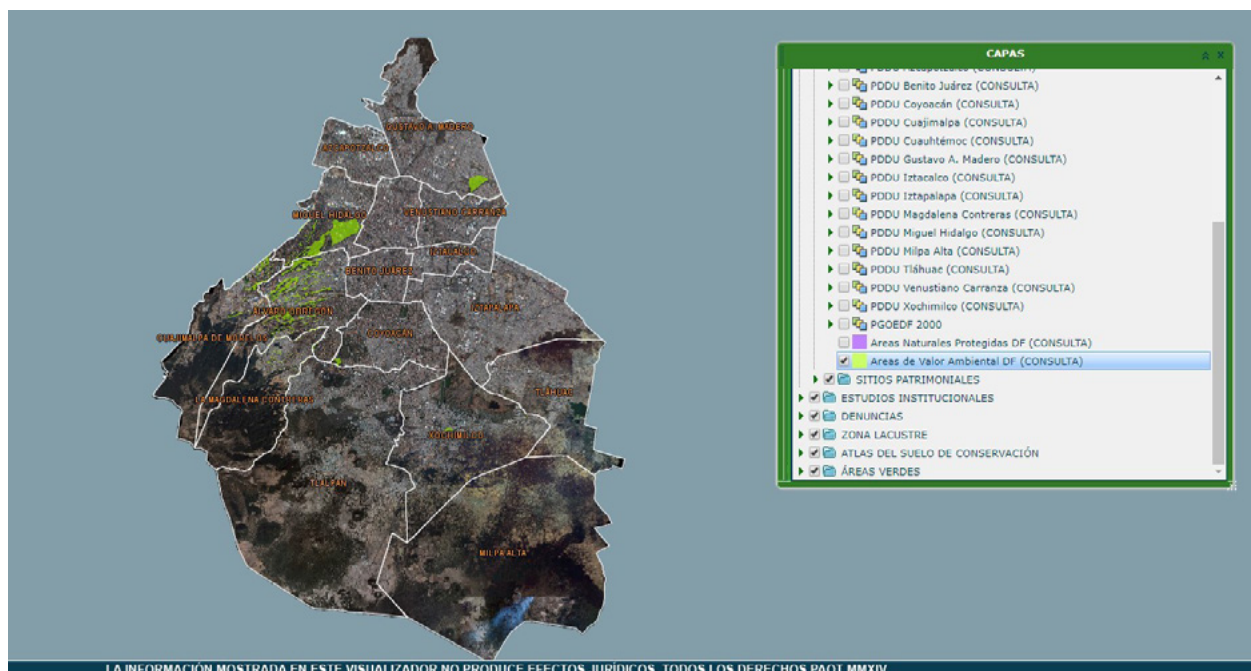 GUSTAVO A. MADERO
AZCAPOTZALCO
MIGUEL HIDALGO
VENUSTIANO CARRANZA
IZTACALCO
BENITO JUÁREZ
IZTAPALAPA
ALVARO OBREGÓN
COYOACÁN
CUAJIMALPA DE MORELOS
LA MAGDALENA CONTRERAS
TLÁHUAC
XOCHIMILCO
TLALPAN
MILPA ALTA
CAPAS
PDDU Azcapotzalco (CONSULTA)
PDDU Benito Juárez (CONSULTA)
PDDU Coyoacán (CONSULTA)
PDDU Cuajimalpa (CONSULTA)
PDDU Cuauhtémoc (CONSULTA)
PDDU Gustavo A. Madero (CONSULTA)
PDDU Iztacalco (CONSULTA)
PDDU Iztapalapa (CONSULTA)
PDDU Magdalena Contreras (CONSULTA)
PDDU Miguel Hidalgo (CONSULTA)
PDDU Milpa Alta (CONSULTA)
PDDU Tláhuac (CONSULTA)
PDDU Venustiano Carranza (CONSULTA)
PDDU Xochimilco (CONSULTA)
PGOEDF 2000
Areas Naturales Protegidas DF (CONSULTA)
Areas de Valor Ambiental DF (CONSULTA)
SITIOS PATRIMONIALES
ESTUDIOS INSTITUCIONALES
DENUNCIAS
ZONA LACUSTRE
ATLAS DEL SUELO DE CONSERVACIÓN
ÁREAS VERDES
LA INFORMACIÓN MOSTRADA EN ESTE VISUALIZADOR NO PRODUCE EFECTOS JURÍDICOS. TODOS LOS DERECHOS PAOT MMXIV